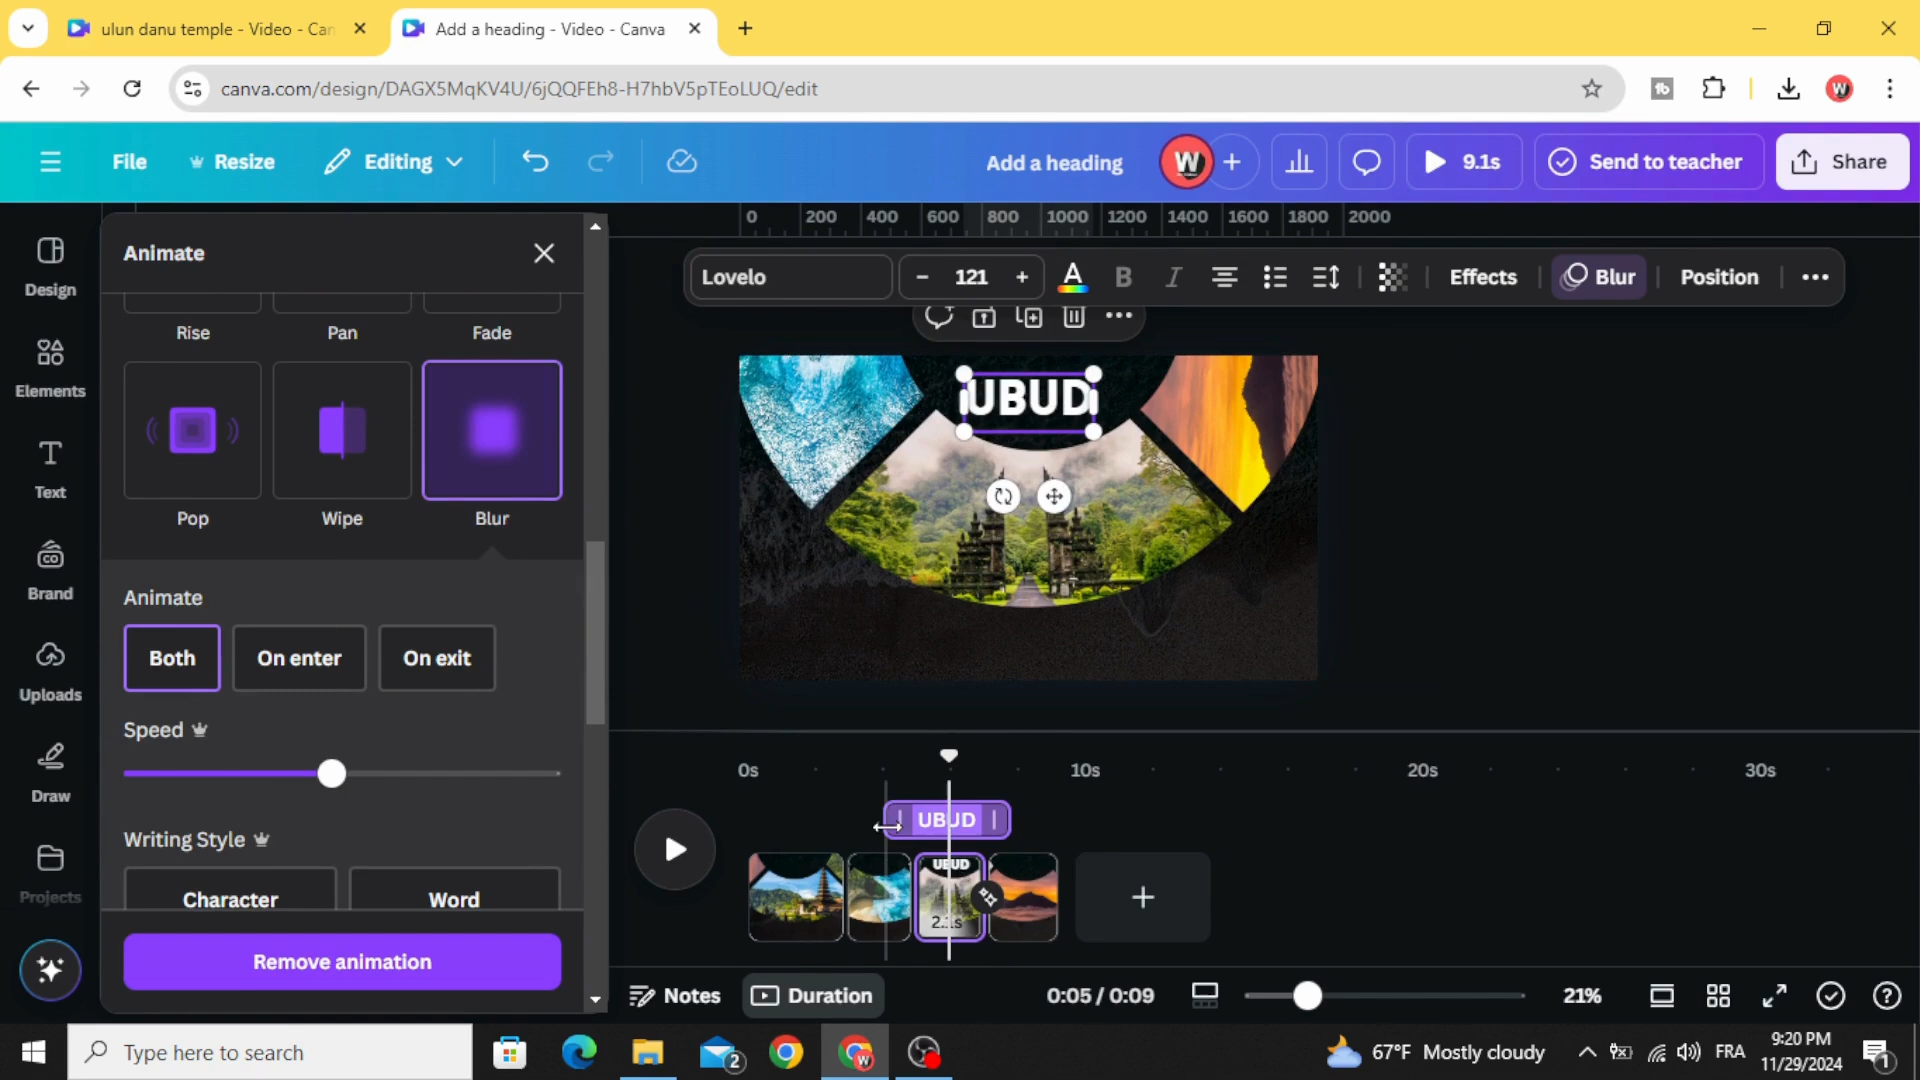 ulun danu temple - Video - Can
Add a heading - Video - Canva
canva.com/design/DAGX5MqKV4U/6jQQFEh8-H7hbV5pTEoLUQ/edit
File
Resize
Editing
Add a heading
W
9.1s
Send to teacher
Share
0 200 400 600 800 1000 1200 1400 1600 1800 2000
Design
Elements
Text
Brand
Uploads
Draw
Projects
Animate
Rise
Pan
Fade
Pop
Wipe
Blur
Animate
Both
On enter
On exit
Speed
Writing Style
Character
Word
Remove animation
Lovelo
121
A
B
I
Effects
Blur
Position
UBUD
0s
10s
20s
30s
UBUD
UBUD
Notes
Duration
0:05 / 0:09
21%
Type here to search
2
67°F Mostly cloudy
FRA
9:20 PM
11/29/2024
1